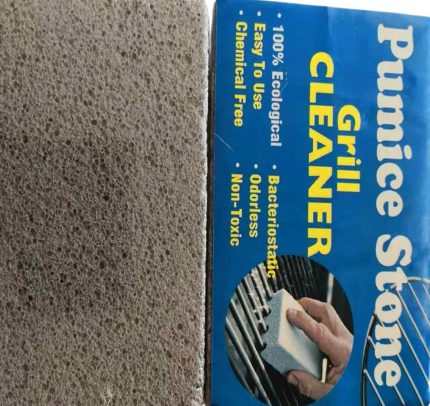 Pumice Stone
Grill
CLEANER
• 100% Ecological
• Easy To Use
• Chemical Free
• Bacteriostatic
• Odorless
• Non-Toxic